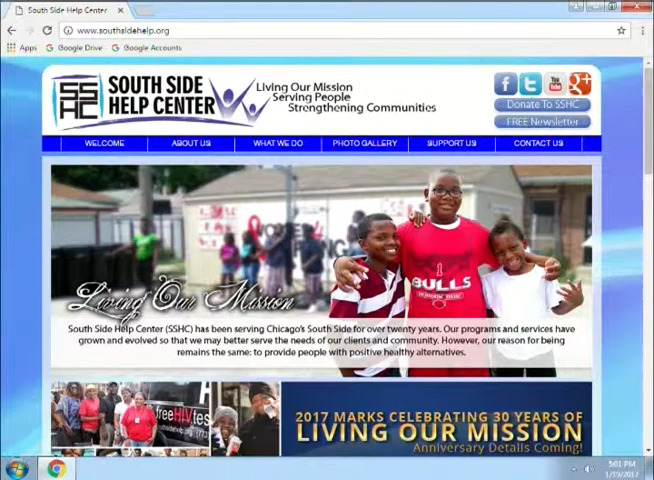 South Side Help Center
www.southsidehelp.org
Apps Google Drive Google Accounts
SSHC
SOUTH SIDE
HELP CENTER
Living Our Mission
Serving People
Strengthening Communities
Donate To SSHC
FREE Newsletter
WELCOME ABOUT US WHAT WE DO PHOTO GALLERY SUPPORT US CONTACT US
BULLS
Living Our Mission
South Side Help Center (SSHC) has been serving Chicago's South Side for over twenty years. Our programs and services have
grown and evolved so that we may better serve the needs of our clients and community. However, our reason for being
remains the same: to provide people with positive healthy alternatives.
freeHIVtes
2017 MARKS CELEBRATING 30 YEARS OF
LIVING OUR MISSION
Anniversary Details Coming!
5:01 PM
1/19/2017